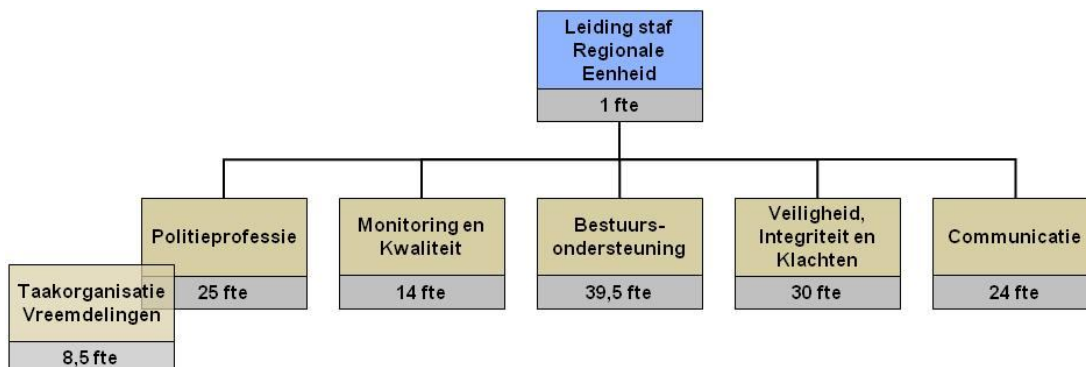 Leiding staf
Regionale
Eenheid
1 fte
Politieprofessie
25 fte
Monitoring en
Kwaliteit
14 fte
Bestuurs-
ondersteuning
39,5 fte
Veiligheid,
Integriteit en
Klachten
30 fte
Communicatie
24 fte
Taakorganisatie
Vreemdelingen
8,5 fte